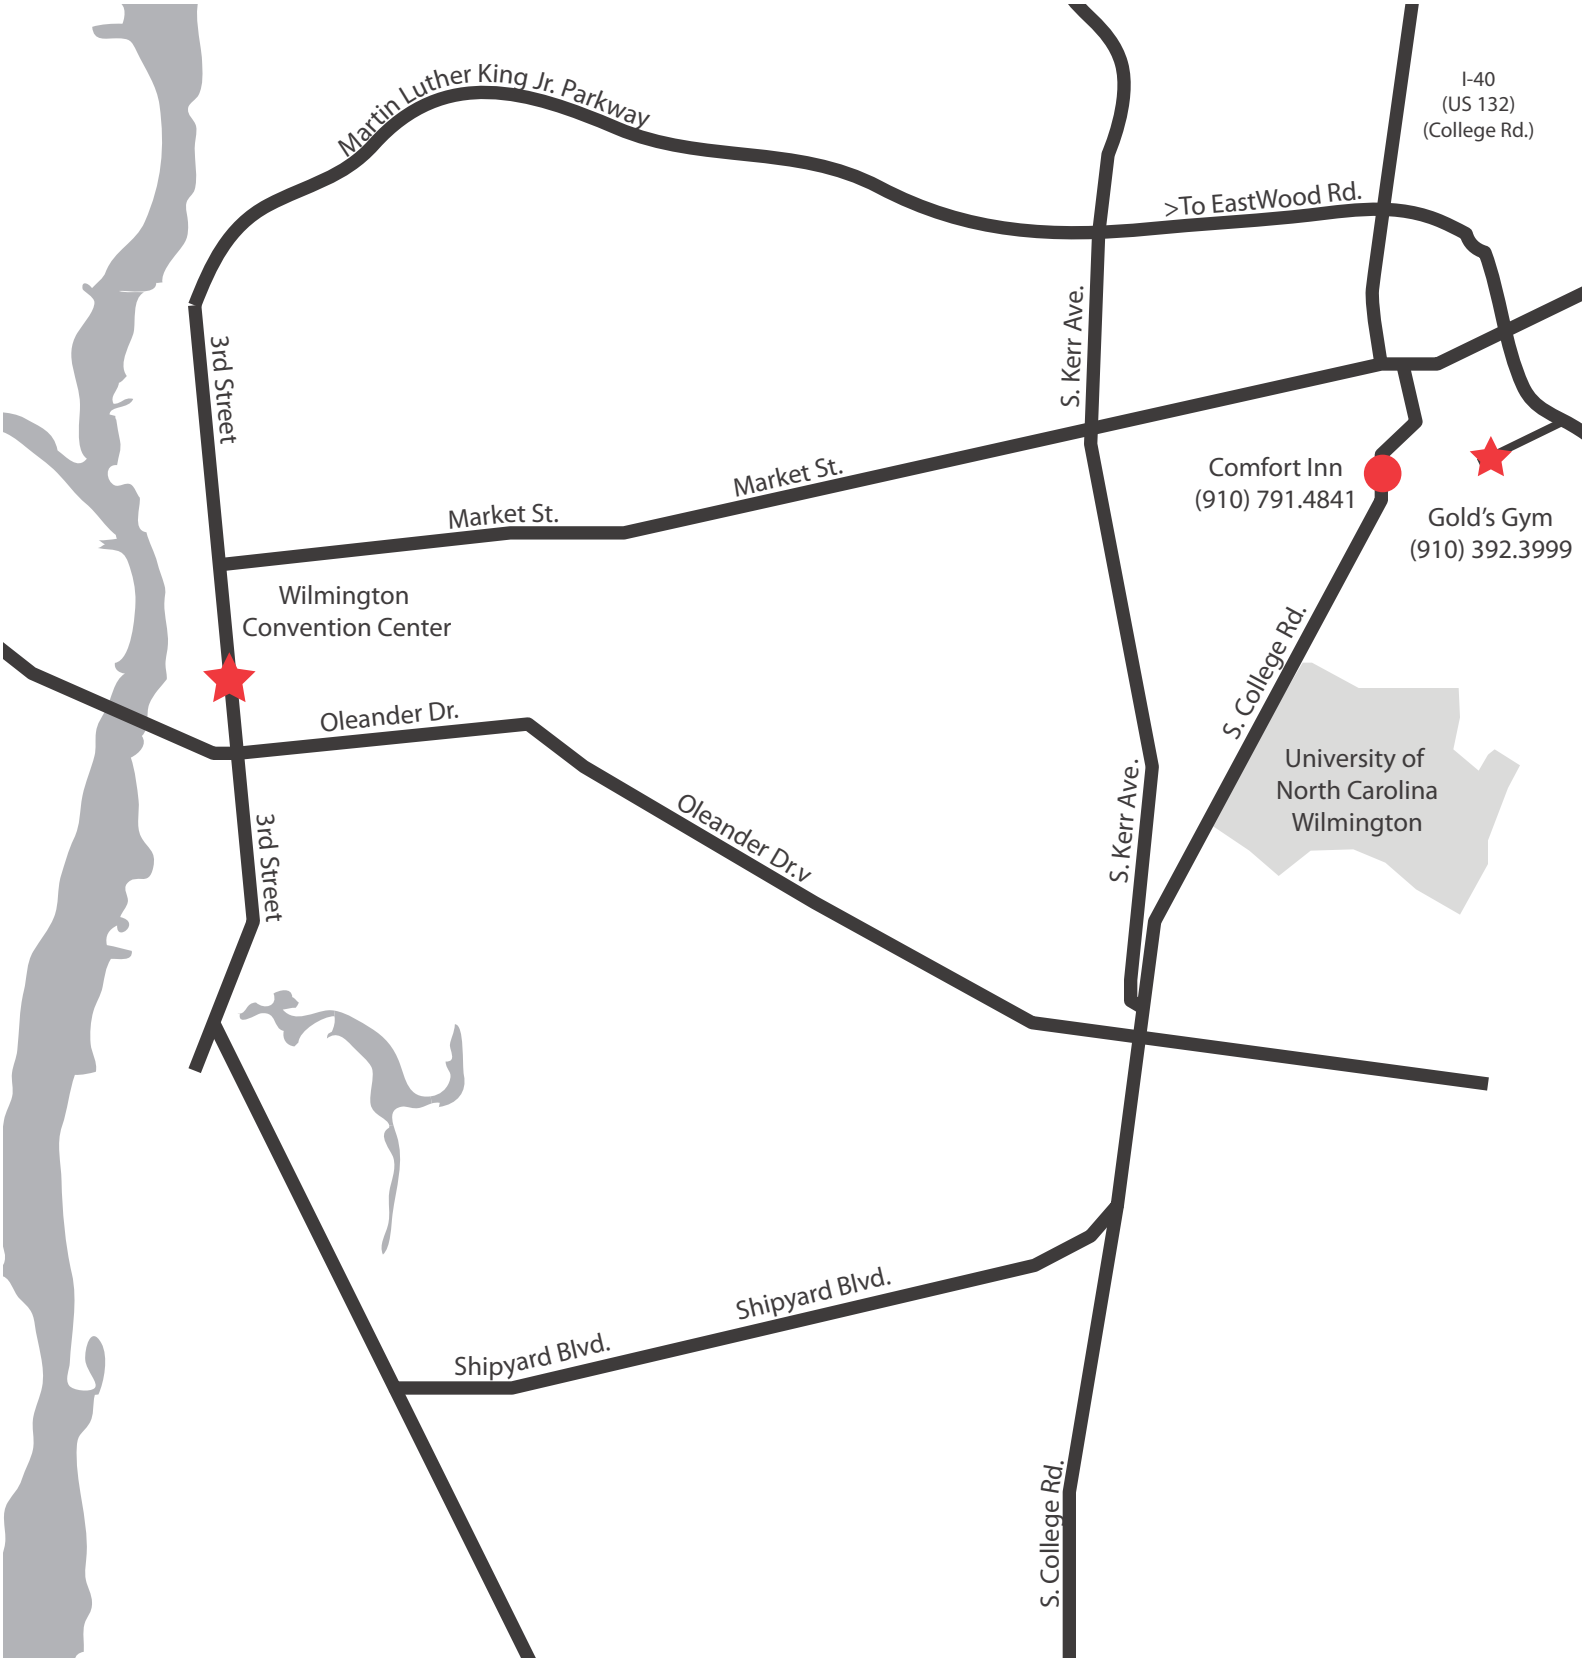 I-40
(US 132)
(College Rd.)
Martin Luther King Jr. Parkway
>To EastWood Rd.
S. Kerr Ave.
3rd Street
Market St.
Market St.
Comfort Inn
(910) 791.4841
Gold's Gym
(910) 392.3999
Wilmington
Convention Center
S. College Rd.
Oleander Dr.
University of
North Carolina
Wilmington
Oleander Dr.v
S. Kerr Ave.
3rd Street
Shipyard Blvd.
Shipyard Blvd.
S. College Rd.